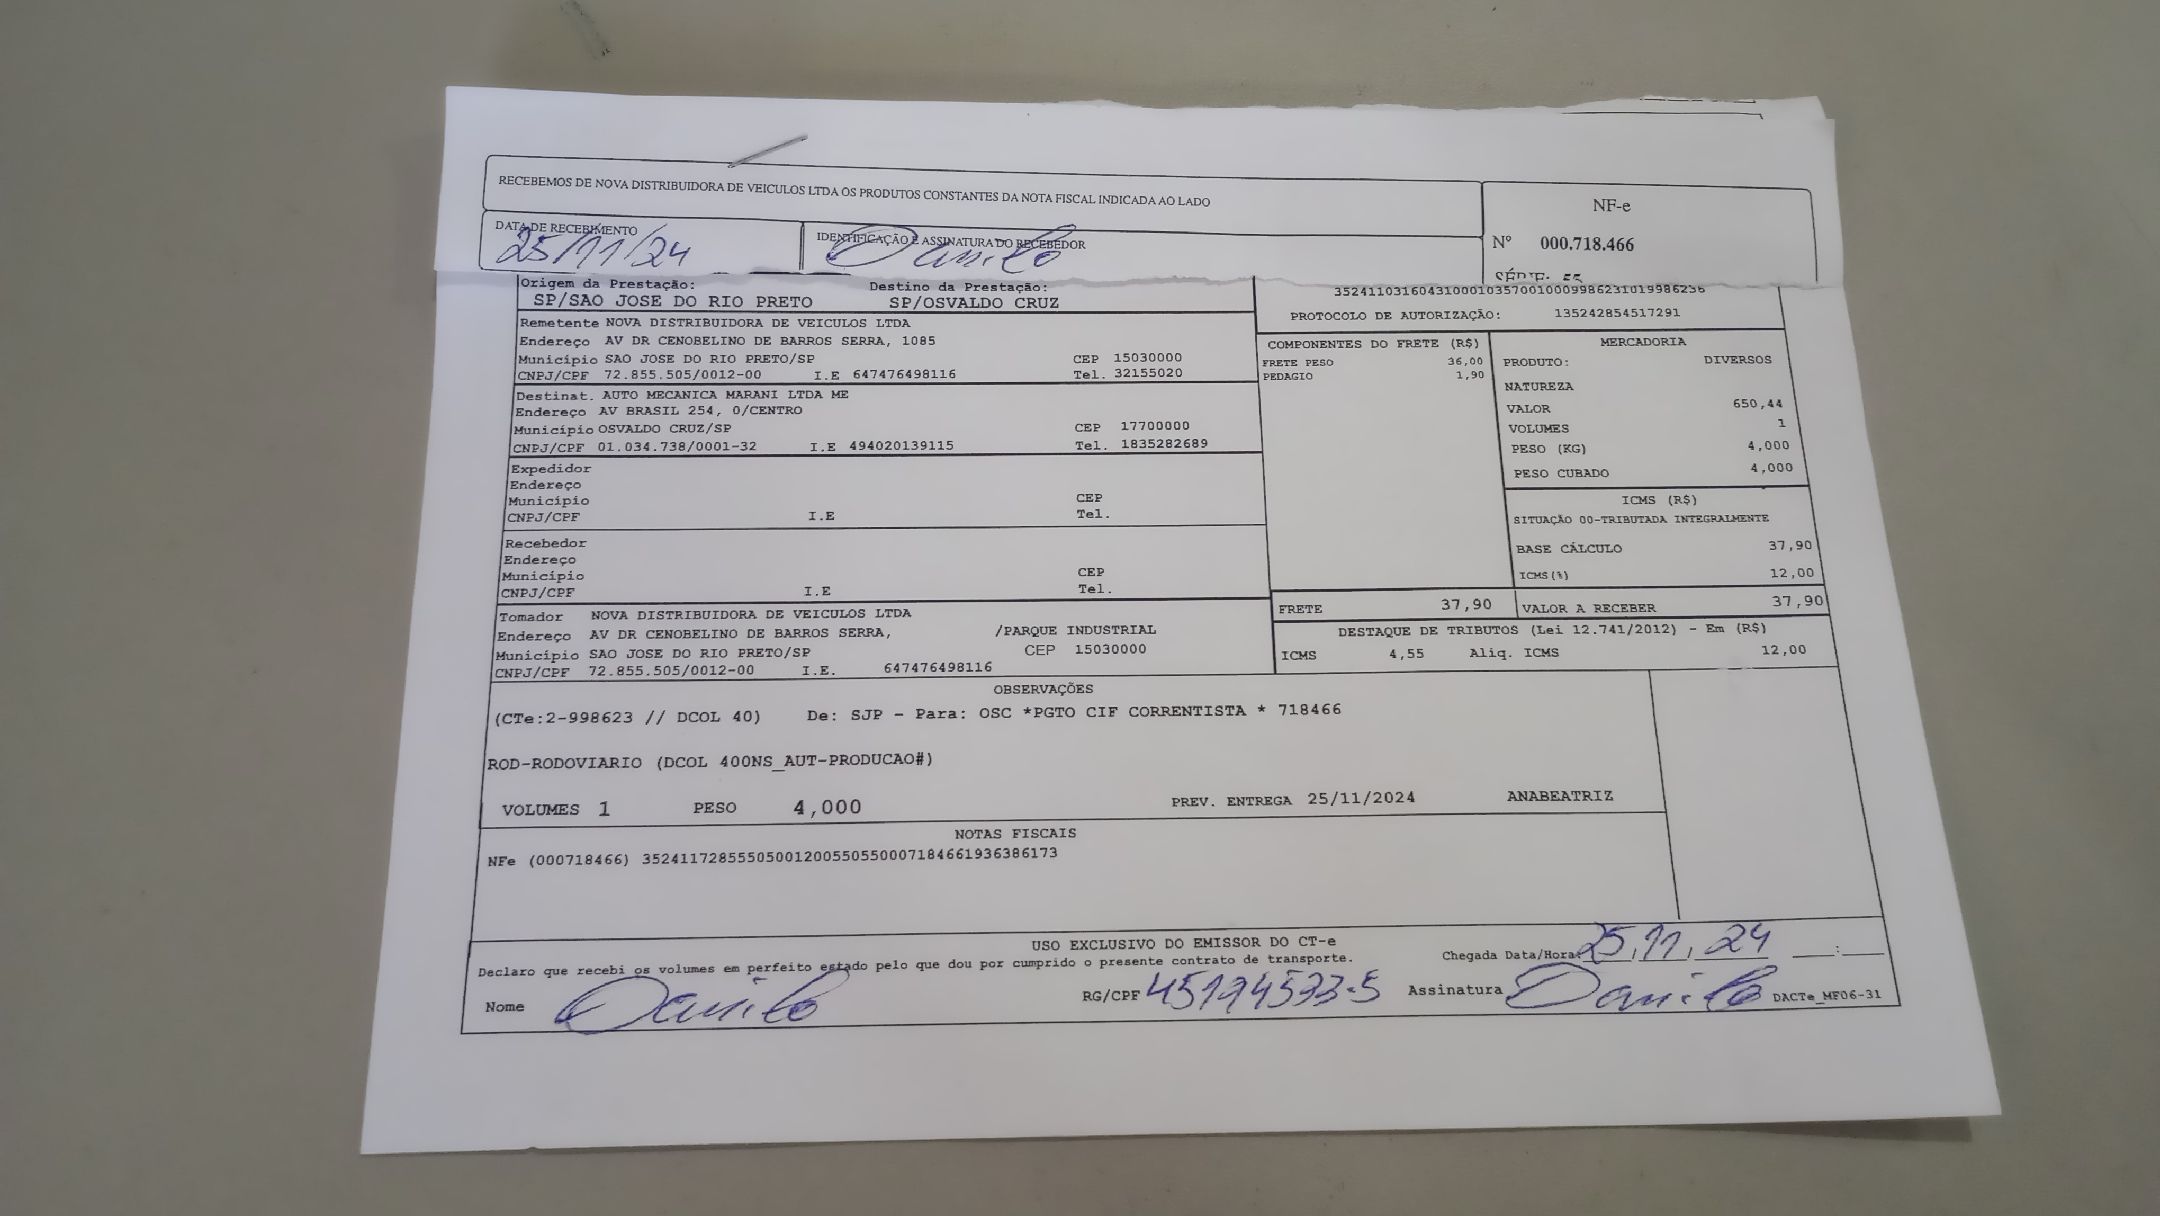 RECEBEMOS DE NOVA DISTRIBUIDORA DE VEICULOS LTDA OS PRODUTOS CONSTANTES DA NOTA FISCAL INDICADA AO LADO
NF-e
Nº 000.718.466
SÉRIE: 55
DATA DE RECEBIMENTO
25/11/24
IDENTIFICAÇÃO E ASSINATURA DO RECEBEDOR
Danilo
Origem da Prestação: Destino da Prestação:
SP/SAO JOSE DO RIO PRETO SP/OSVALDO CRUZ
35241103160431000103570010009986231019986236
PROTOCOLO DE AUTORIZAÇÃO: 135242854517291
Remetente NOVA DISTRIBUIDORA DE VEICULOS LTDA
Endereço AV DR CENOBELINO DE BARROS SERRA, 1085
Município SAO JOSE DO RIO PRETO/SP CEP 15030000
CNPJ/CPF 72.855.505/0012-00 I.E 647476498116 Tel. 32155020
Destinat. AUTO MECANICA MARANI LTDA ME
Endereço AV BRASIL 254, 0/CENTRO
Município OSVALDO CRUZ/SP CEP 17700000
CNPJ/CPF 01.034.738/0001-32 I.E 494020139115 Tel. 1835282689
Expedidor
Endereço
Município CEP
CNPJ/CPF I.E Tel.
Recebedor
Endereço
Município CEP
CNPJ/CPF I.E Tel.
Tomador NOVA DISTRIBUIDORA DE VEICULOS LTDA
Endereço AV DR CENOBELINO DE BARROS SERRA, /PARQUE INDUSTRIAL
Município SAO JOSE DO RIO PRETO/SP CEP 15030000
CNPJ/CPF 72.855.505/0012-00 I.E. 647476498116
COMPONENTES DO FRETE (R$)
FRETE PESO 36,00
PEDAGIO 1,90
MERCADORIA
PRODUTO: DIVERSOS
NATUREZA
VALOR 650,44
VOLUMES 1
PESO (KG) 4,000
PESO CUBADO 4,000
ICMS (R$)
SITUAÇÃO 00-TRIBUTADA INTEGRALMENTE
BASE CÁLCULO 37,90
ICMS(%) 12,00
FRETE 37,90 VALOR A RECEBER 37,90
DESTAQUE DE TRIBUTOS (Lei 12.741/2012) - Em (R$)
ICMS 4,55 Aliq. ICMS 12,00
OBSERVAÇÕES
(CTe:2-998623 // DCOL 40) De: SJP - Para: OSC *PGTO CIF CORRENTISTA * 718466
ROD-RODOVIARIO (DCOL 400NS_AUT-PRODUCAO#)
VOLUMES 1 PESO 4,000 PREV. ENTREGA 25/11/2024 ANABEATRIZ
NOTAS FISCAIS
NFe (000718466) 35241172855505001200550550007184661936386173
USO EXCLUSIVO DO EMISSOR DO CT-e
Declaro que recebi os volumes em perfeito estado pelo que dou por cumprido o presente contrato de transporte.
Chegada Data/Hora: 25,11,24 :
Nome Danilo RG/CPF 45194533-5 Assinatura Danilo DACTe_MF06-31